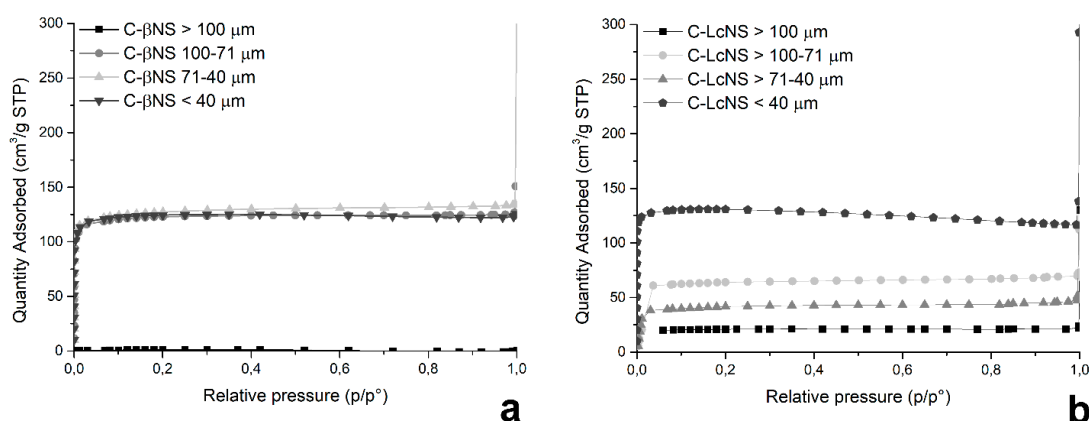 C-βNS > 100 μm
C-βNS 100-71 μm
C-βNS 71-40 μm
C-βNS < 40 μm
300
250
200
150
100
50
0
Quantity Adsorbed (cm³/g STP)
0,0 0,2 0,4 0,6 0,8 1,0
Relative pressure (p/p°)
a
C-LcNS > 100 μm
C-LcNS > 100-71 μm
C-LcNS > 71-40 μm
C-LcNS < 40 μm
300
250
200
150
100
50
0
Quantity Adsorbed (cm³/g STP)
0,0 0,2 0,4 0,6 0,8 1,0
Relative pressure (p/p°)
b